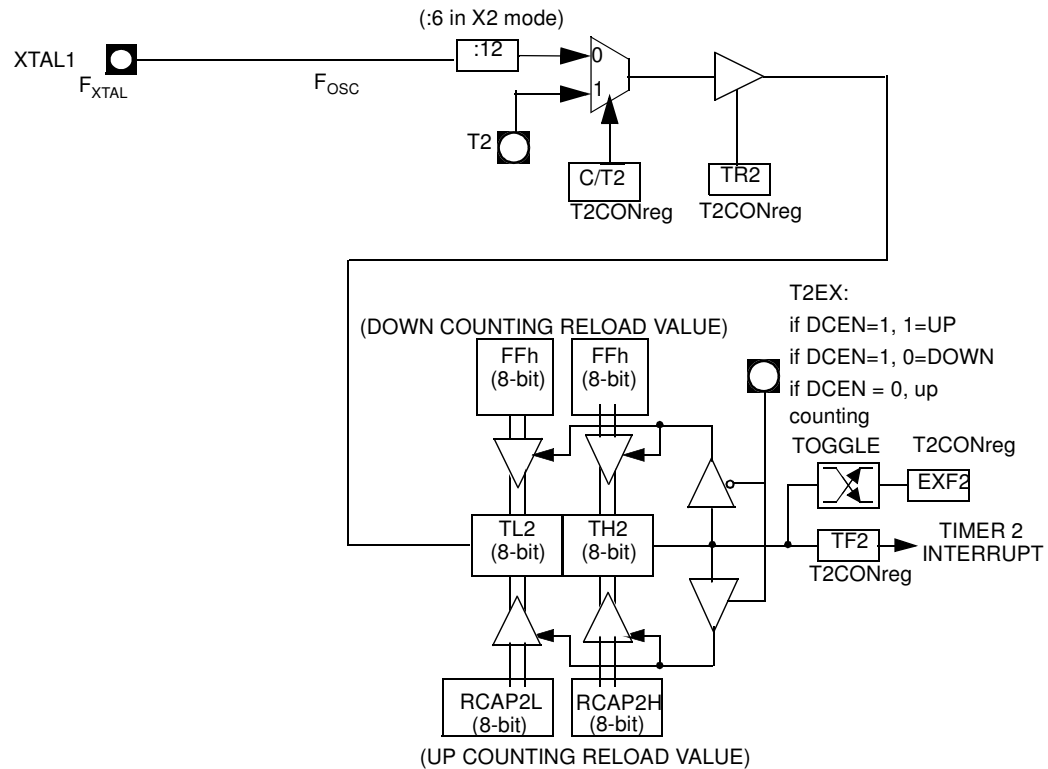 (:6 in X2 mode)
XTAL1
:12
0
F_XTAL
F_OSC
1
T2
C/T2
TR2
T2CONreg
T2CONreg
T2EX:
if DCEN=1, 1=UP
if DCEN=1, 0=DOWN
if DCEN = 0, up
counting
(DOWN COUNTING RELOAD VALUE)
FFh
(8-bit)
FFh
(8-bit)
TOGGLE
T2CONreg
EXF2
TL2
(8-bit)
TH2
(8-bit)
TF2
T2CONreg
TIMER 2
INTERRUPT
RCAP2L
(8-bit)
RCAP2H
(8-bit)
(UP COUNTING RELOAD VALUE)